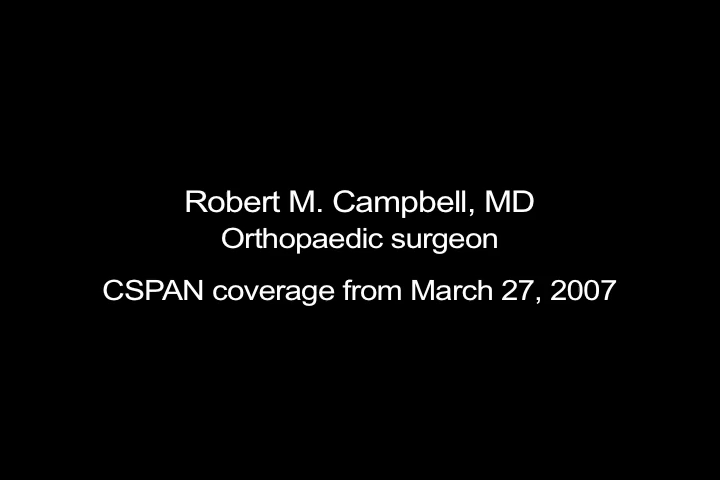 Robert M. Campbell, MD
Orthopaedic surgeon
CSPAN coverage from March 27, 2007